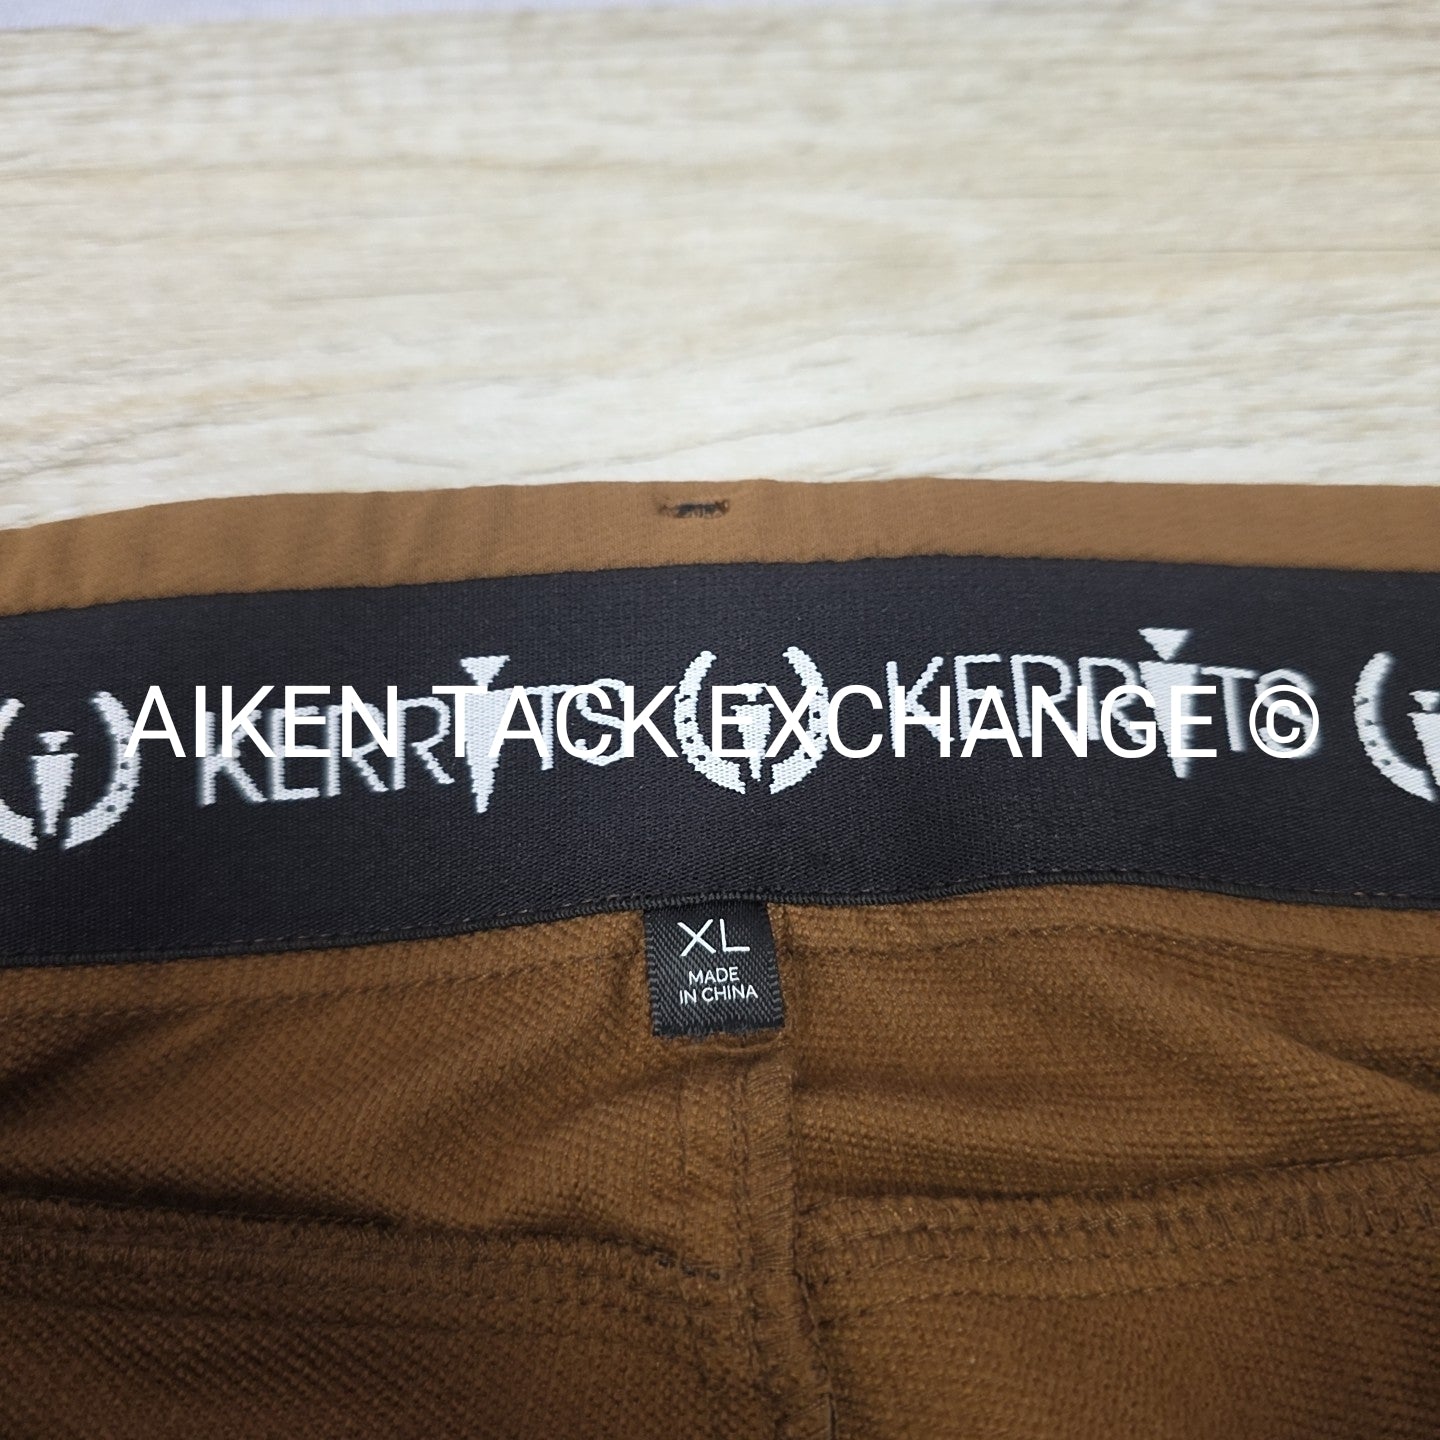 KERRITS KERRITS
AIKEN TACK EXCHANGE ©
XL
MADE
IN CHINA